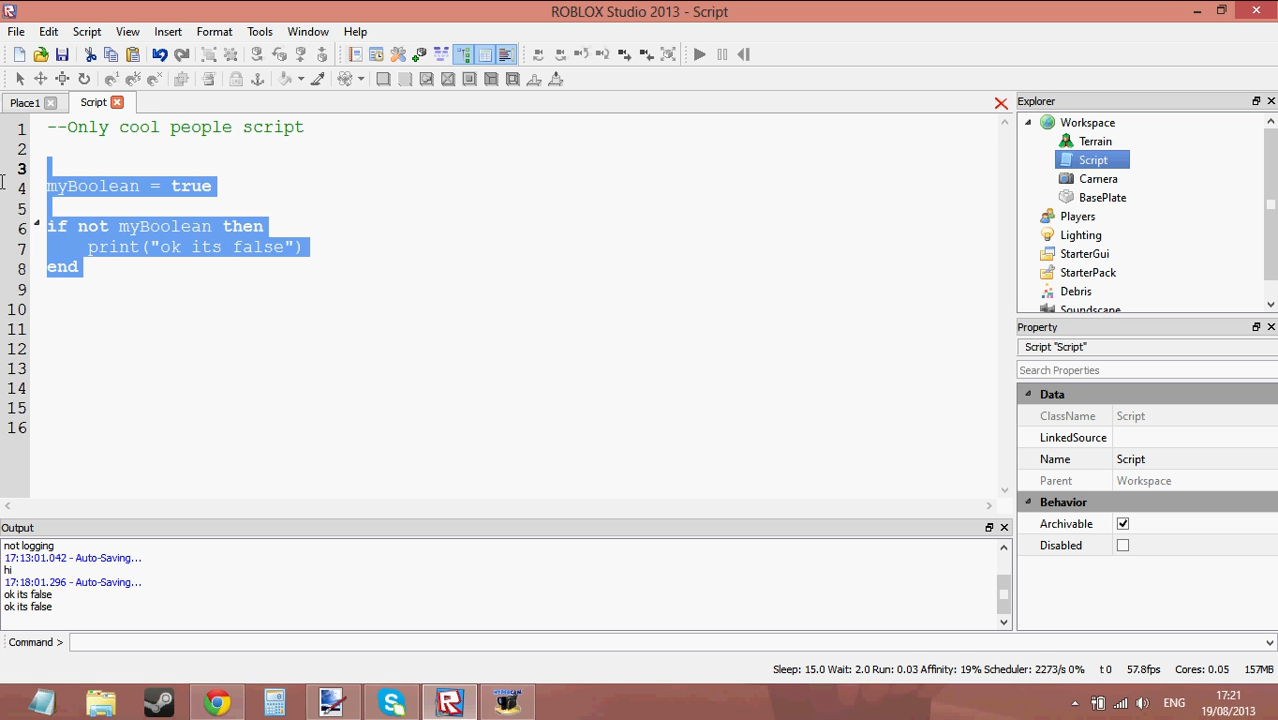 ROBLOX Studio 2013 - Script
File Edit Script View Insert Format Tools Window Help
Place1 Script
1 --Only cool people script
2
3
4 myBoolean = true
5
6 if not myBoolean then
7 print("ok its false")
8 end
9
10
11
12
13
14
15
16
Explorer
Workspace
Terrain
Script
Camera
BasePlate
Players
Lighting
StarterGui
StarterPack
Debris
Soundscape
Property
Script "Script"
Search Properties
Data
ClassName Script
LinkedSource
Name Script
Parent Workspace
Behavior
Archivable
Disabled
Output
not logging
17:13:01.042 - Auto-Saving...
hi
17:18:01.296 - Auto-Saving...
ok its false
ok its false
Command >
Sleep: 15.0 Wait: 2.0 Run: 0.03 Affinity: 19% Scheduler: 2273/s 0% t 0 57.8fps Cores: 0.05 157MB
ENG
17:21
19/08/2013